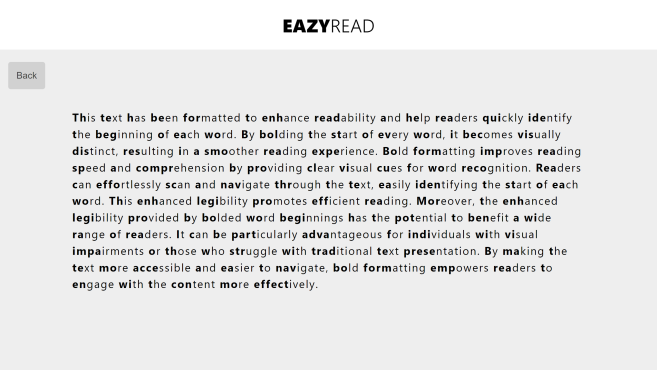 EAZYREAD
Back
This text has been formatted to enhance readability and help readers quickly identify
the beginning of each word. By bolding the start of every word, it becomes visually
distinct, resulting in a smoother reading experience. Bold formatting improves reading
speed and comprehension by providing clear visual cues for word recognition. Readers
can effortlessly scan and navigate through the text, easily identifying the start of each
word. This enhanced legibility promotes efficient reading. Moreover, the enhanced
legibility provided by bolded word beginnings has the potential to benefit a wide
range of readers. It can be particularly advantageous for individuals with visual
impairments or those who struggle with traditional text presentation. By making the
text more accessible and easier to navigate, bold formatting empowers readers to
engage with the content more effectively.